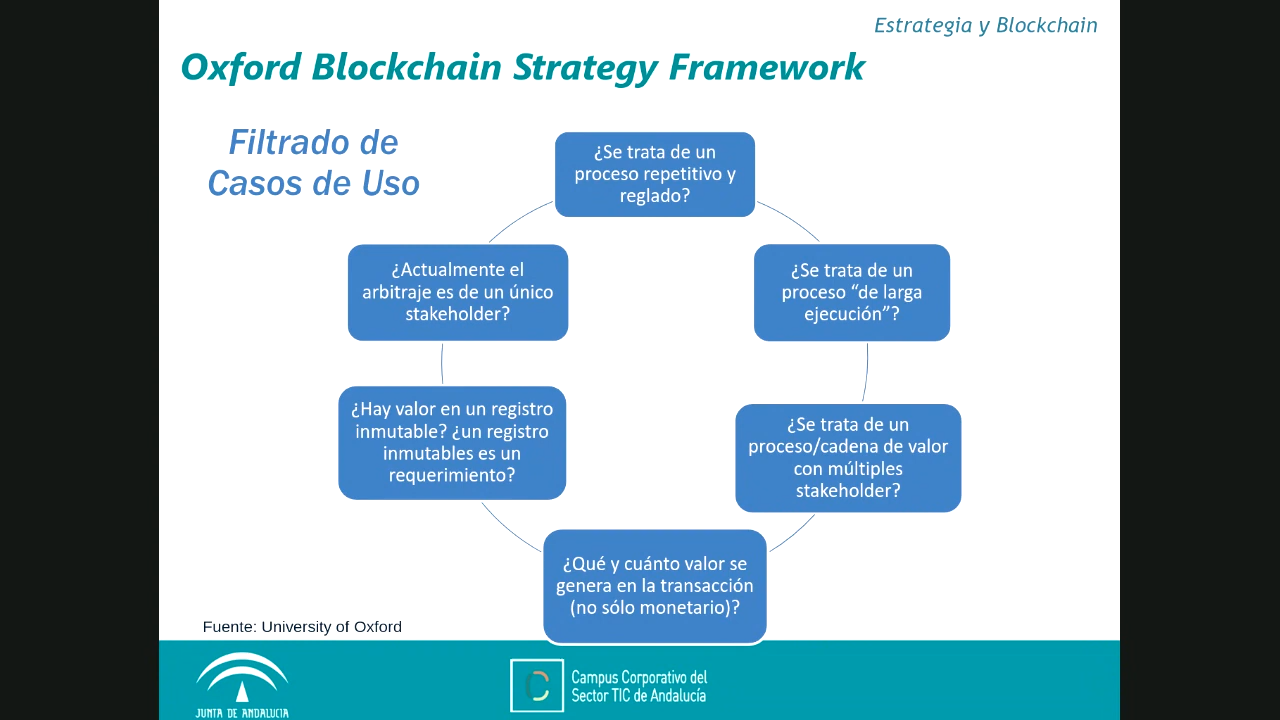 Estrategia y Blockchain
Oxford Blockchain Strategy Framework
Filtrado de
Casos de Uso
¿Se trata de un
proceso repetitivo y
reglado?
¿Se trata de un
proceso “de larga
ejecución”?
¿Se trata de un
proceso/cadena de valor
con múltiples
stakeholder?
¿Qué y cuánto valor se
genera en la transacción
(no sólo monetario)?
¿Hay valor en un registro
inmutable? ¿un registro
inmutables es un
requerimiento?
¿Actualmente el
arbitraje es de un único
stakeholder?
Fuente: University of Oxford
JUNTA DE ANDALUCIA
C
Campus Corporativo del
Sector TIC de Andalucía